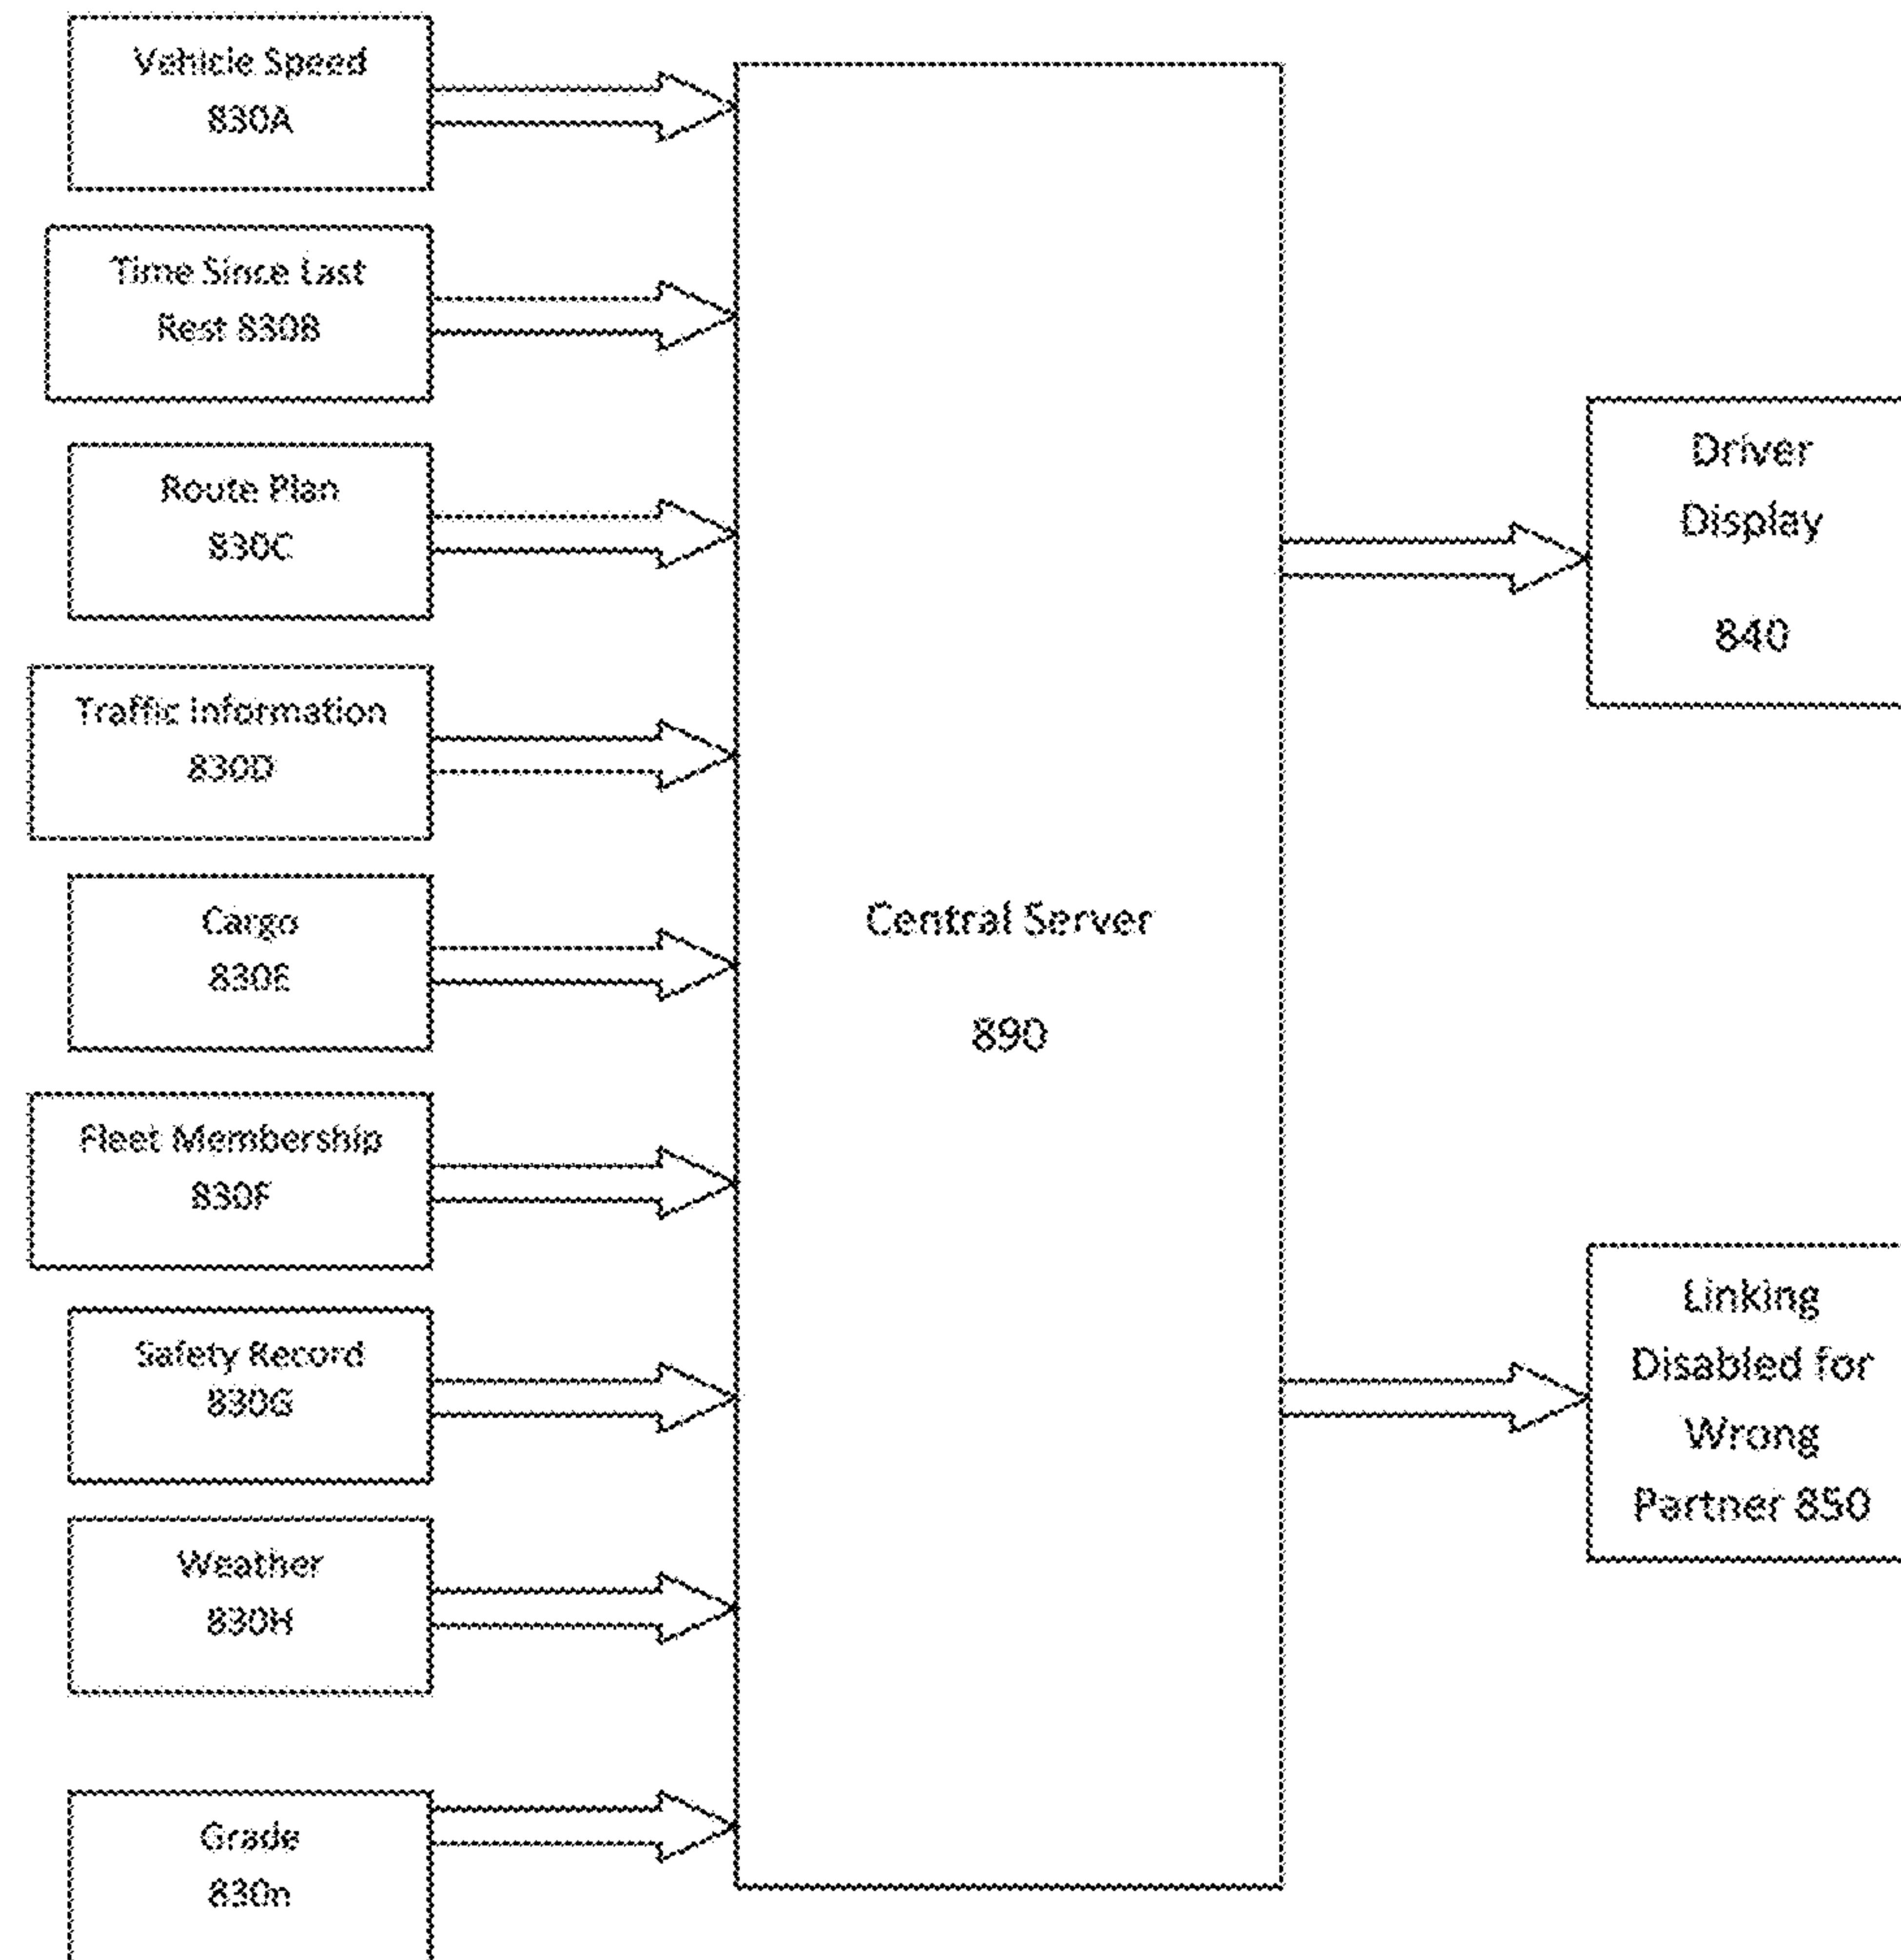 Vehicle Speed
830A
Time Since Last
Rest 830B
Route Plan
830C
Traffic Information
830D
Cargo
830E
Fleet Membership
830F
Safety Record
830G
Weather
830H
Grade
830n
Central Server
890
Driver
Display
840
Linking
Disabled for
Wrong
Partner 850